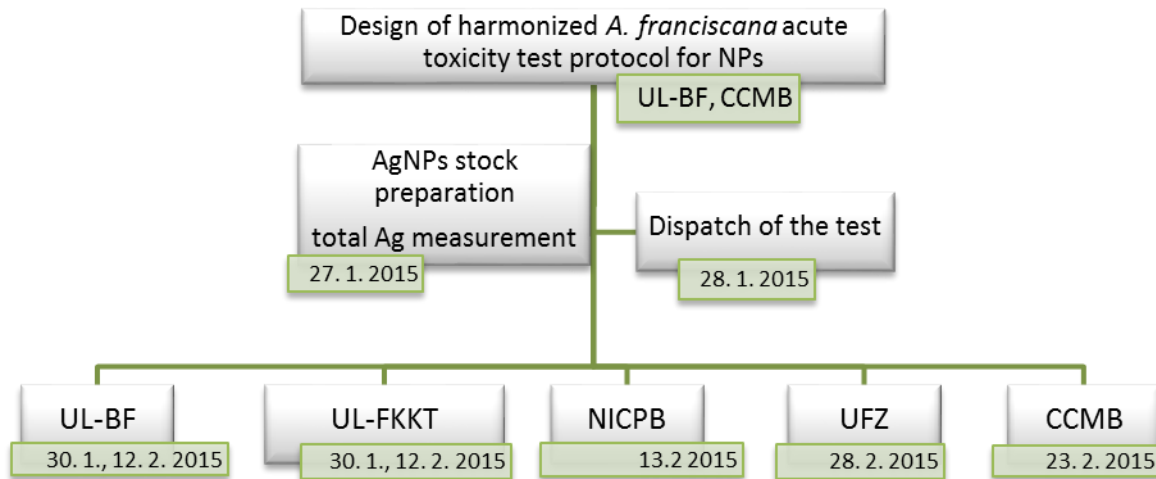 Design of harmonized A. franciscana acute
toxicity test protocol for NPs
UL-BF, CCMB
AgNPs stock
preparation
total Ag measurement
27. 1. 2015
Dispatch of the test
28. 1. 2015
UL-BF
30. 1., 12. 2. 2015
UL-FKKT
30. 1., 12. 2. 2015
NICPB
13.2 2015
UFZ
28. 2. 2015
CCMB
23. 2. 2015